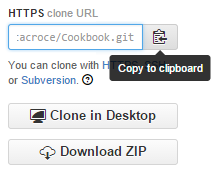 HTTPS clone URL
:acroce/Cookbook.git
Copy to clipboard
You can clone with
or Subversion.
Clone in Desktop
Download ZIP